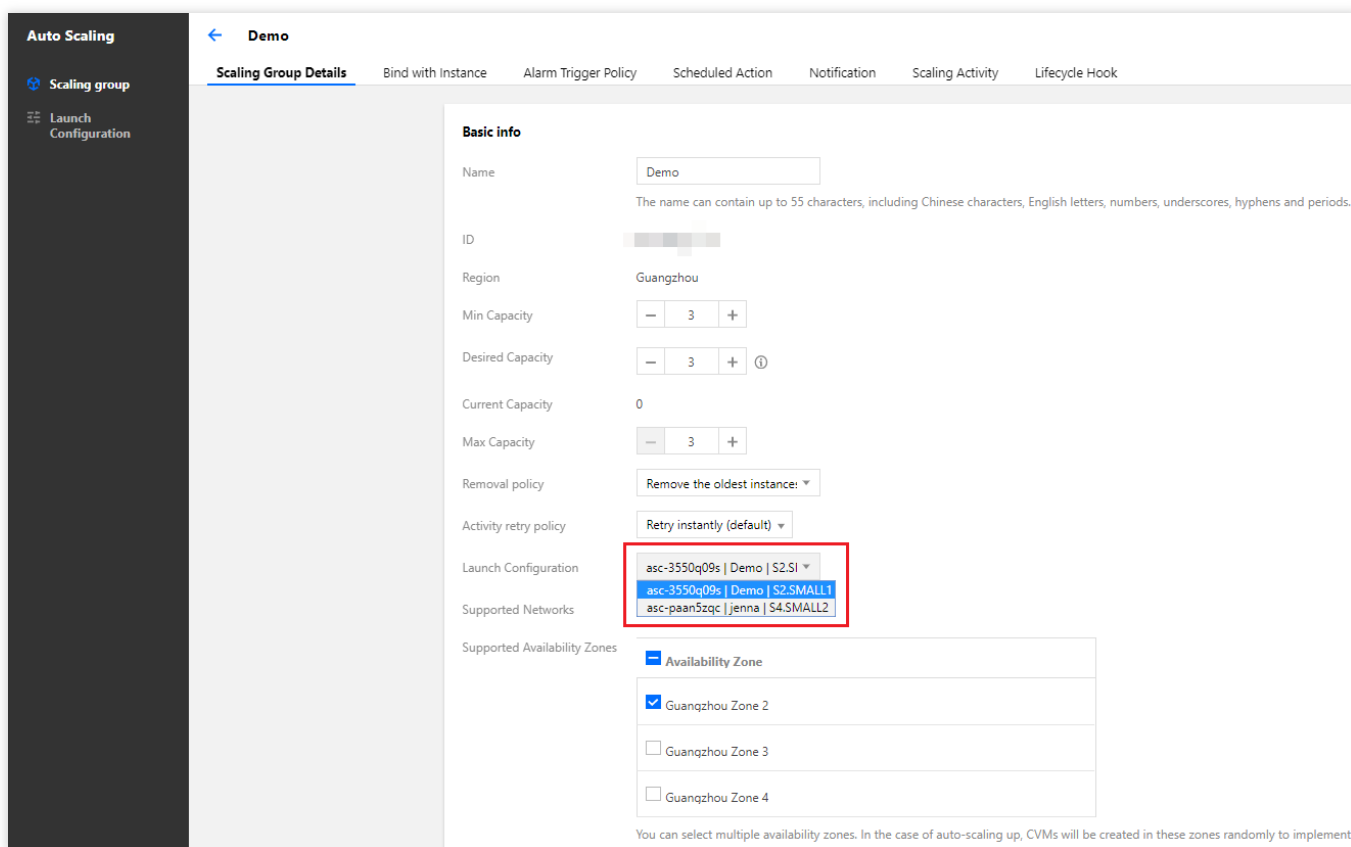 Auto Scaling
Scaling group
Launch
Configuration
Demo
Scaling Group Details Bind with Instance Alarm Trigger Policy Scheduled Action Notification Scaling Activity Lifecycle Hook
Basic info
Name Demo
The name can contain up to 55 characters, including Chinese characters, English letters, numbers, underscores, hyphens and periods.
ID
Region Guangzhou
Min Capacity 3
Desired Capacity 3
Current Capacity 0
Max Capacity 3
Removal policy Remove the oldest instance
Activity retry policy Retry instantly (default)
Launch Configuration asc-3550q09s | Demo | S2.S
asc-3550q09s | Demo | S2.SMALL1
Supported Networks asc-paan5zqc | jenna | S4.SMALL2
Supported Availability Zones Availability Zone
Guangzhou Zone 2
Guangzhou Zone 3
Guangzhou Zone 4
You can select multiple availability zones. In the case of auto-scaling up, CVMs will be created in these zones randomly to implement